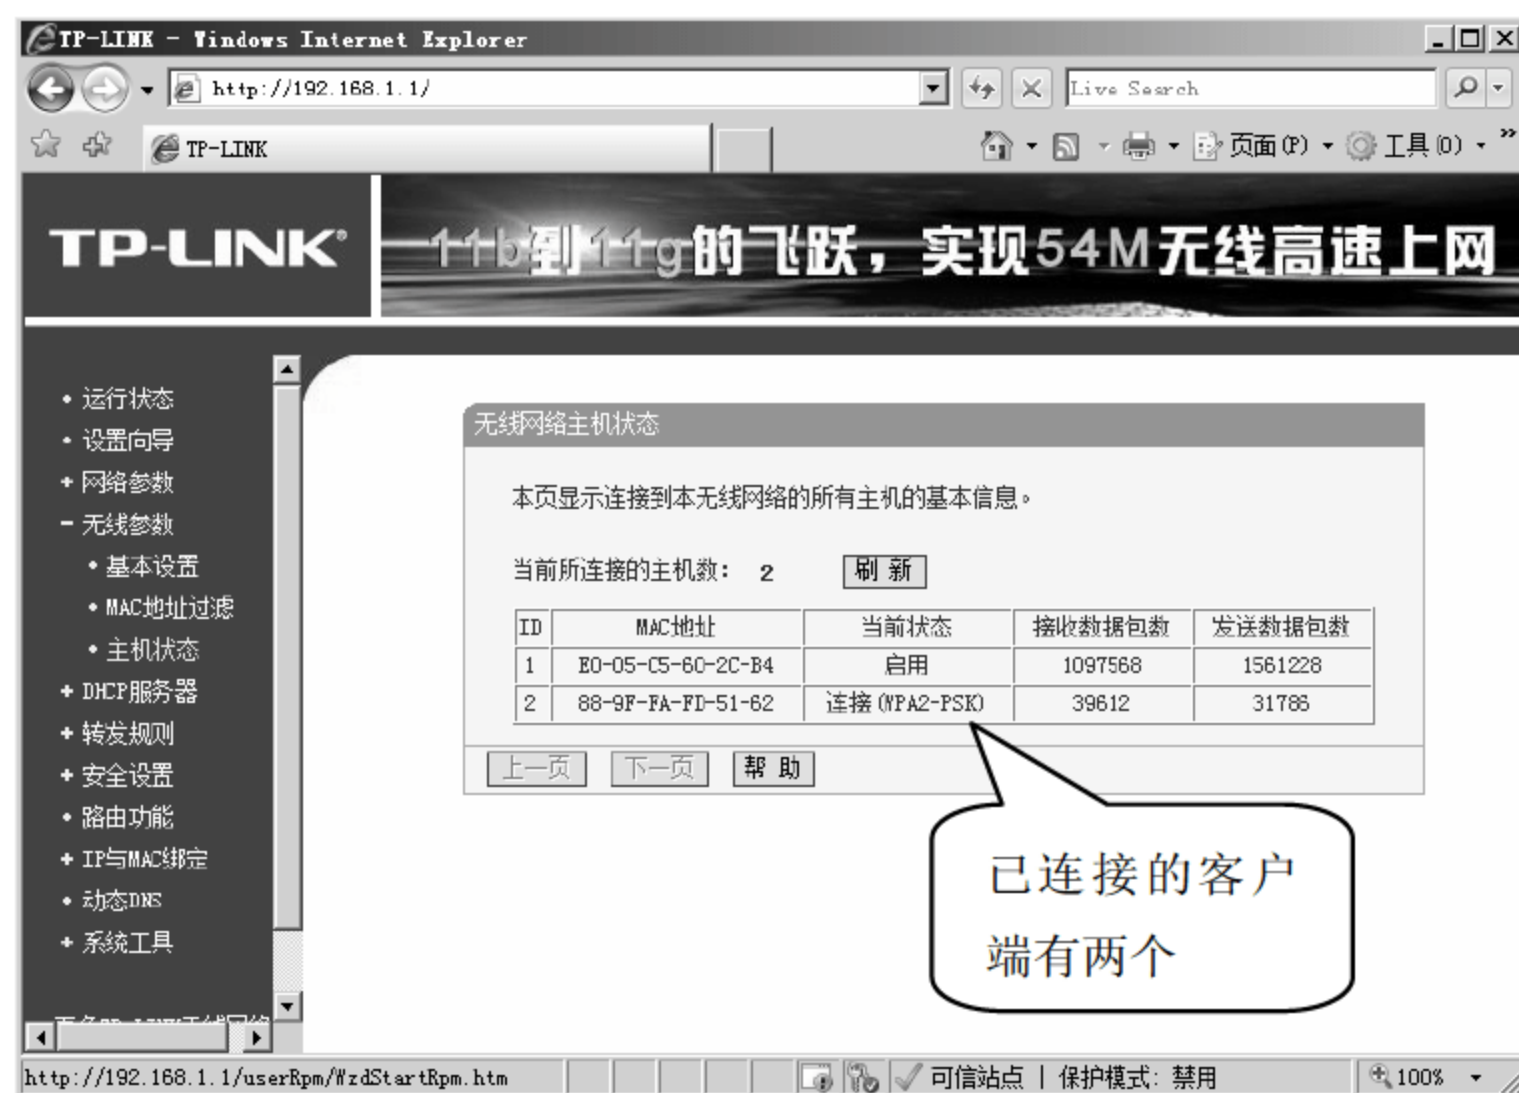 TP-LINK - Windows Internet Explorer
http://192.168.1.1/
Live Search
TP-LINK
页面(P)
工具(O)
TP-LINK®
11b到11g的飞跃，实现54M无线高速上网
• 运行状态
• 设置向导
+ 网络参数
- 无线参数
• 基本设置
• MAC地址过滤
• 主机状态
+ DHCP服务器
+ 转发规则
+ 安全设置
• 路由功能
+ IP与MAC绑定
• 动态DNS
+ 系统工具
无线网络主机状态
本页显示连接到本无线网络的所有主机的基本信息。
当前所连接的主机数： 2 刷 新
ID MAC地址 当前状态 接收数据包数 发送数据包数
1 E0-05-C5-60-2C-B4 启用 1097568 1561228
2 88-9F-FA-FD-51-62 连接(WPA2-PSK) 39612 31786
上一页 下一页 帮 助
已连接的客户
端有两个
http://192.168.1.1/userRpm/WzdStartRpm.htm
可信站点 | 保护模式: 禁用
100%